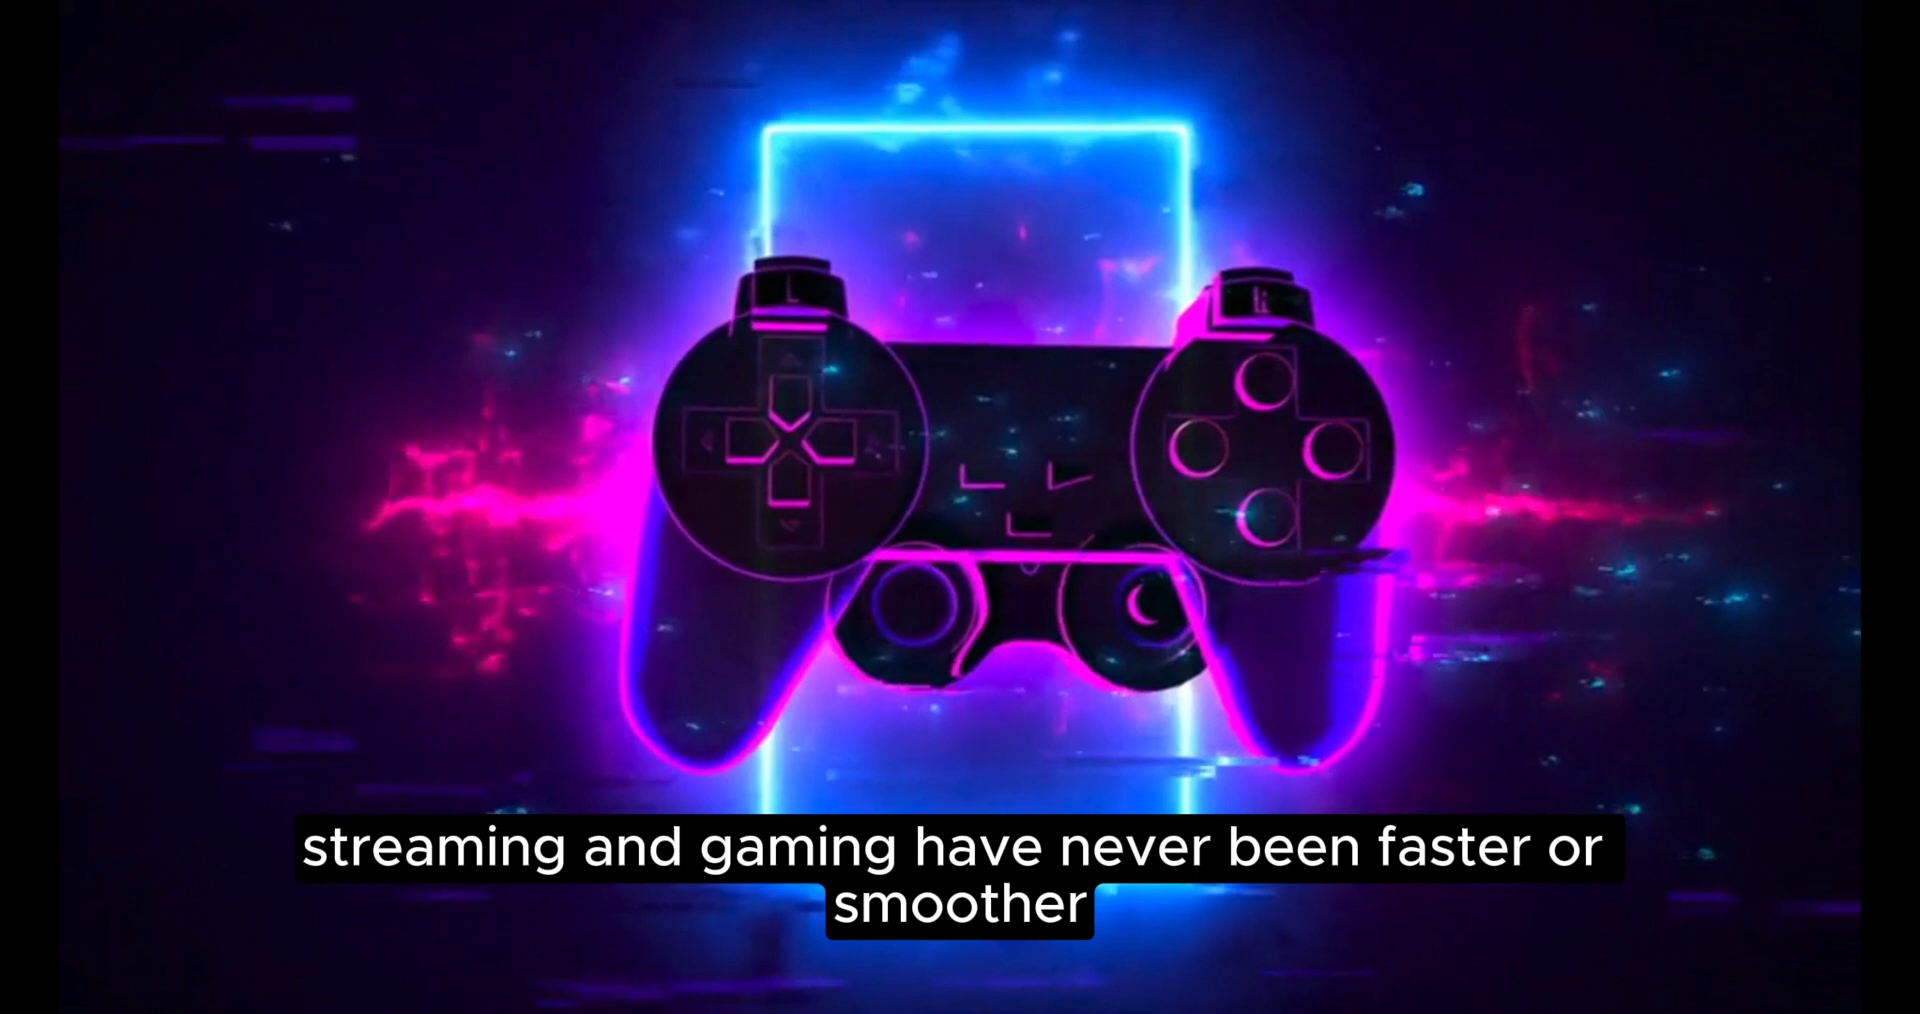 L
streaming and gaming have never been faster or
smoother